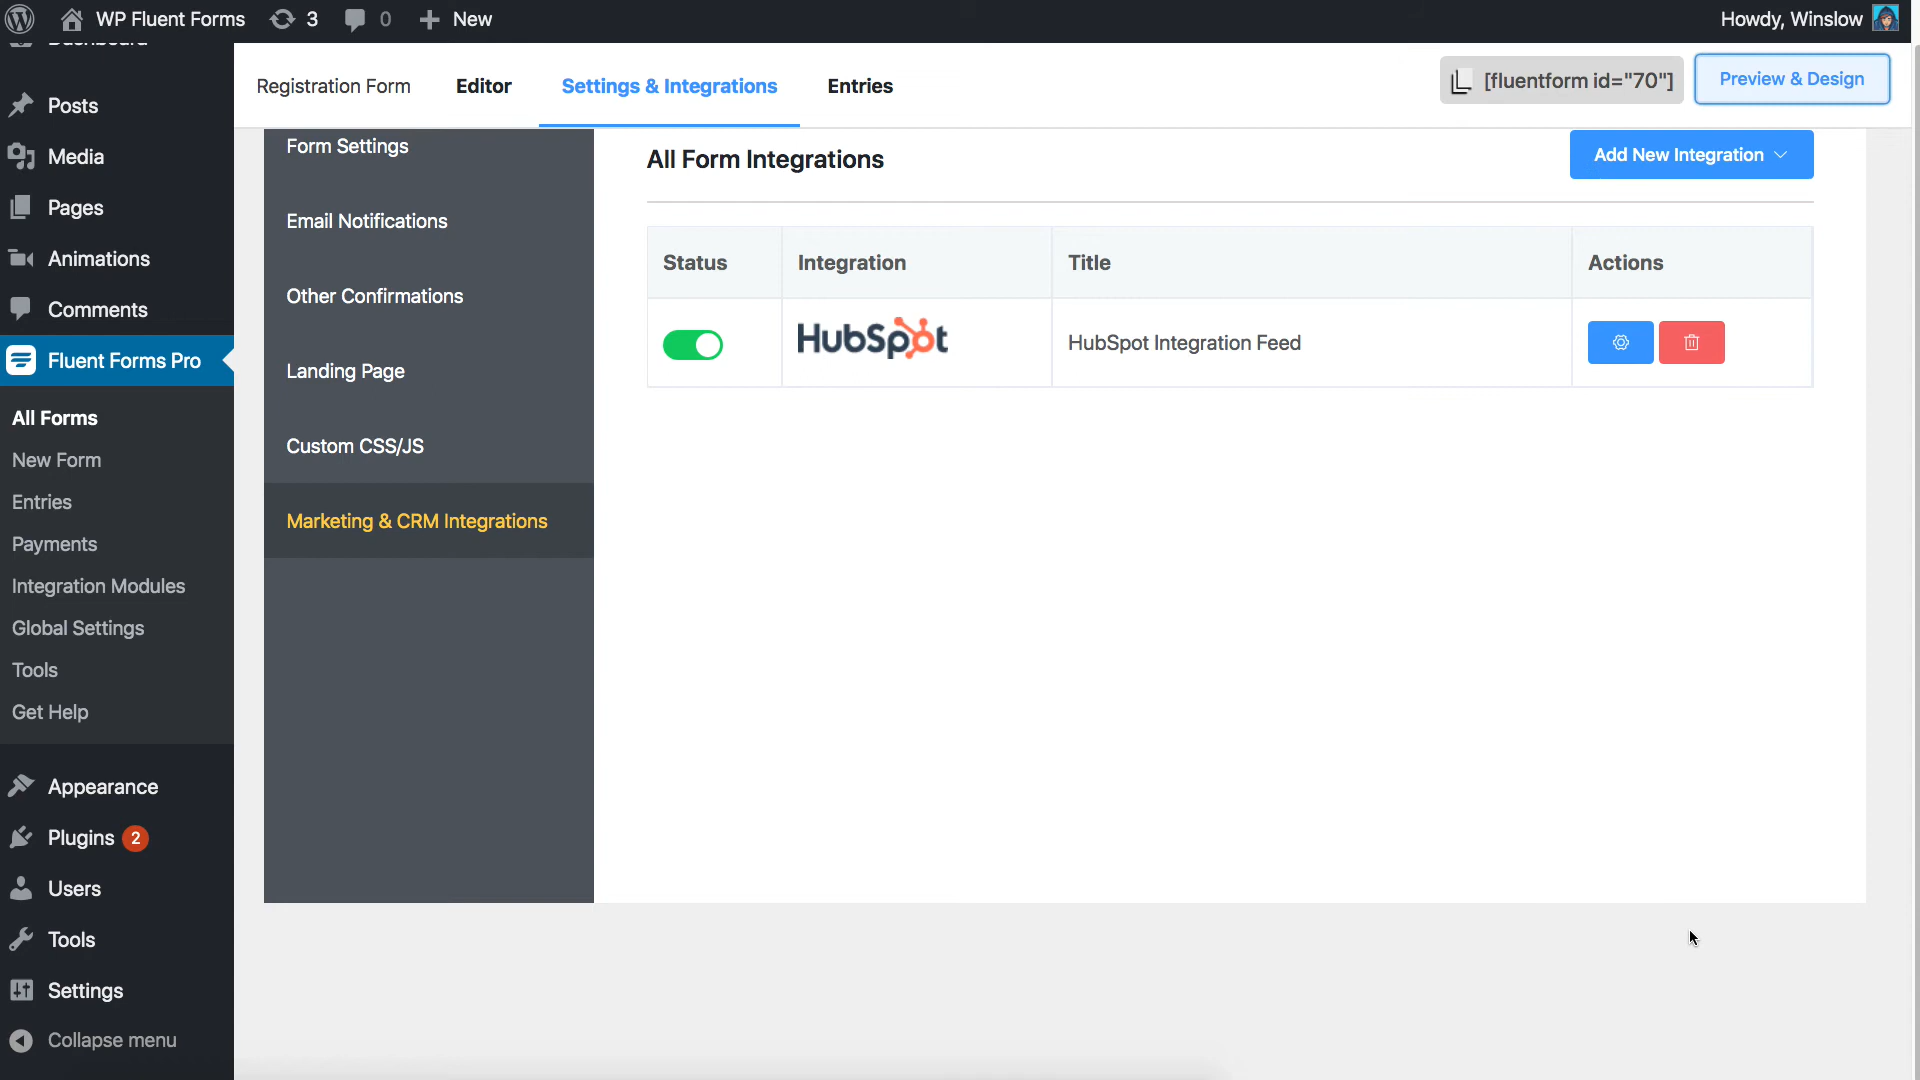 WP Fluent Forms 3 0 New
Howdy, Winslow
Dashboard
Posts
Media
Pages
Animations
Comments
Fluent Forms Pro
All Forms
New Form
Entries
Payments
Integration Modules
Global Settings
Tools
Get Help
Appearance
Plugins 2
Users
Tools
Settings
Collapse menu
Registration Form Editor Settings & Integrations Entries
[fluentform id="70"] Preview & Design
Form Settings
Email Notifications
Other Confirmations
Landing Page
Custom CSS/JS
Marketing & CRM Integrations
All Form Integrations Add New Integration
Status Integration Title Actions
HubSpot HubSpot Integration Feed